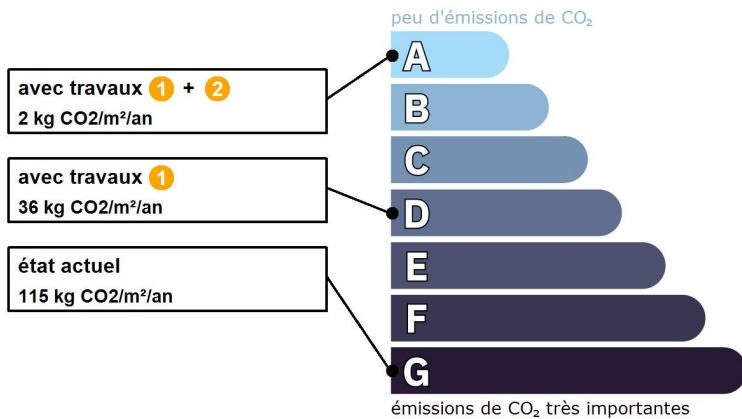 peu d'émissions de CO₂
A
avec travaux 1 + 2
2 kg CO2/m²/an
B
C
avec travaux 1
36 kg CO2/m²/an
D
E
état actuel
115 kg CO2/m²/an
F
G
émissions de CO₂ très importantes